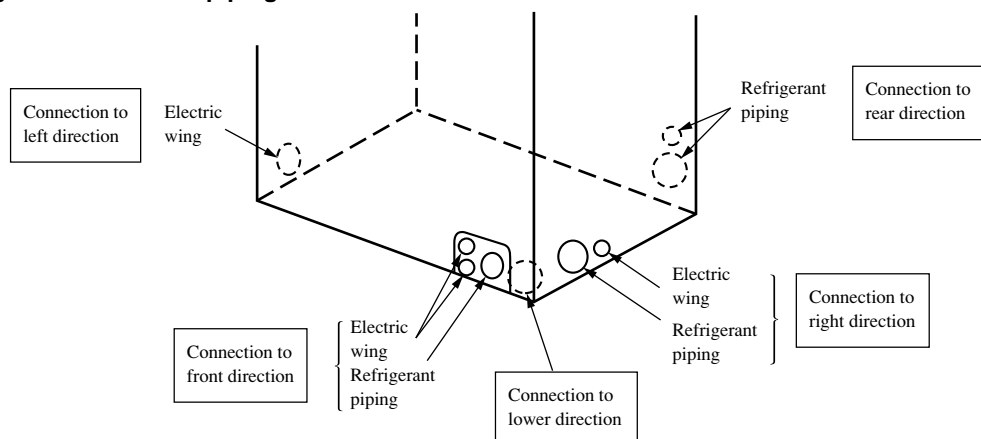 Connection to
left direction
Electric
wing
Refrigerant
piping
Connection to
rear direction
Electric
wing
Refrigerant
piping
Connection to
right direction
Connection to
front direction
Electric
wing
Refrigerant
piping
Connection to
lower direction